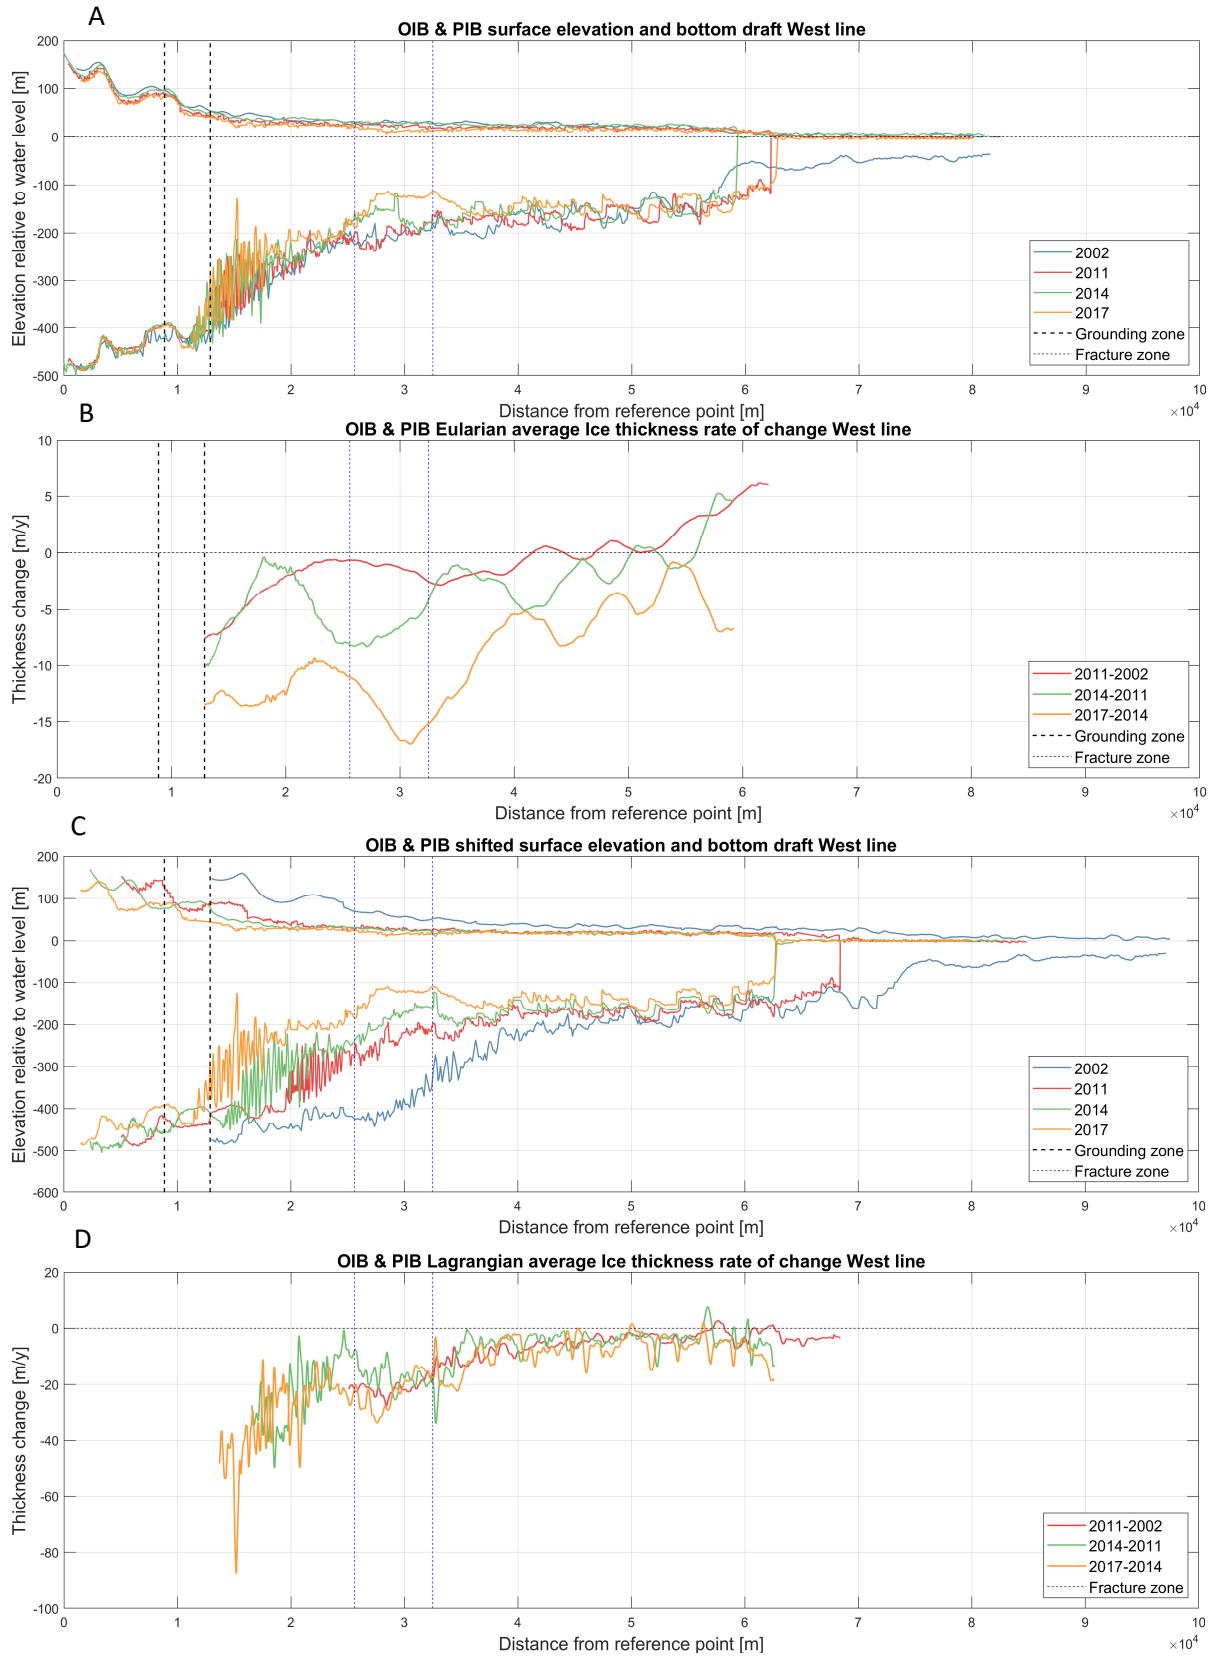 A
OIB & PIB surface elevation and bottom draft West line
Elevation relative to water level [m]
200
100
0
-100
-200
-300
-400
-500
2002
2011
2014
2017
Grounding zone
Fracture zone
0 1 2 3 4 5 6 7 8 9 10
×10⁴
Distance from reference point [m]
B
OIB & PIB Eularian average Ice thickness rate of change West line
Thickness change [m/y]
10
5
0
-5
-10
-15
-20
2011-2002
2014-2011
2017-2014
Grounding zone
Fracture zone
0 1 2 3 4 5 6 7 8 9 10
×10⁴
Distance from reference point [m]
C
OIB & PIB shifted surface elevation and bottom draft West line
Elevation relative to water level [m]
200
100
0
-100
-200
-300
-400
-500
-600
2002
2011
2014
2017
Grounding zone
Fracture zone
0 1 2 3 4 5 6 7 8 9 10
×10⁴
Distance from reference point [m]
D
OIB & PIB Lagrangian average Ice thickness rate of change West line
Thickness change [m/y]
20
0
-20
-40
-60
-80
-100
2011-2002
2014-2011
2017-2014
Fracture zone
0 1 2 3 4 5 6 7 8 9 10
×10⁴
Distance from reference point [m]